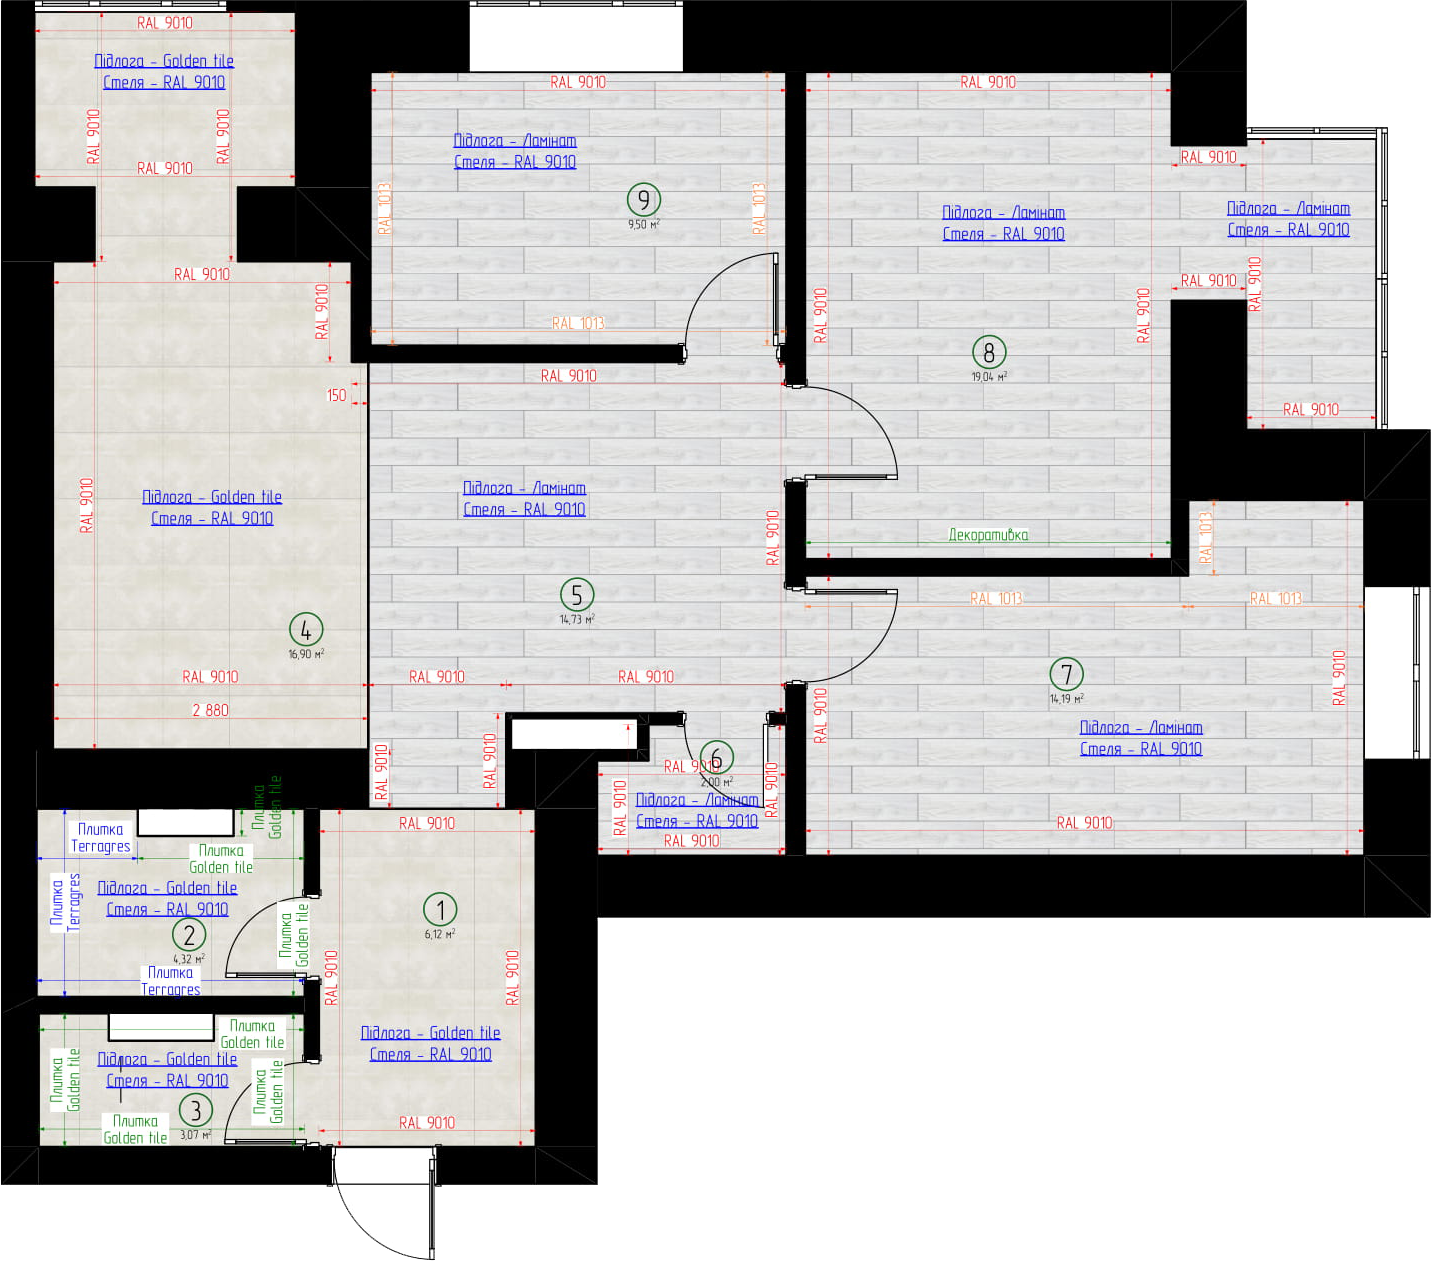 RAL 9010
Підлога - Golden tile
Стеля - RAL 9010
RAL 9010
RAL 9010
RAL 9010
RAL 9010
RAL 9010
RAL 9010
Підлога - Golden tile
Стеля - RAL 9010
4
16,90 м²
RAL 9010
2 880
150
RAL 9010
Підлога - Ламінат
Стеля - RAL 9010
RAL 1013
RAL 1013
9
9,50 м²
RAL 1013
RAL 9010
Підлога - Ламінат
Стеля - RAL 9010
RAL 9010
RAL 9010
8
19,04 м²
Декоративка
RAL 9010
Підлога - Ламінат
Стеля - RAL 9010
RAL 9010
RAL 9010
RAL 9010
RAL 9010
Підлога - Ламінат
Стеля - RAL 9010
RAL 9010
5
14,73 м²
RAL 9010
RAL 9010
RAL 9010
RAL 9010
RAL 1013
RAL 1013
RAL 1013
7
14,19 м²
RAL 9010
RAL 9010
Підлога - Ламінат
Стеля - RAL 9010
RAL 9010
6
RAL 9010
2,00 м²
RAL 9010
RAL 9010
Підлога - Ламінат
Стеля - RAL 9010
RAL 9010
Плитка
Terragres
Плитка
Golden tile
Плитка
Golden tile
Плитка
Terragres
Підлога - Golden tile
Стеля - RAL 9010
2
4,32 м²
Плитка
Golden tile
Плитка
Terragres
RAL 9010
1
6,12 м²
RAL 9010
RAL 9010
Підлога - Golden tile
Стеля - RAL 9010
RAL 9010
Плитка
Golden tile
Підлога - Golden tile
Стеля - RAL 9010
Плитка
Golden tile
Плитка
Golden tile
3
3,07 м²
Плитка
Golden tile